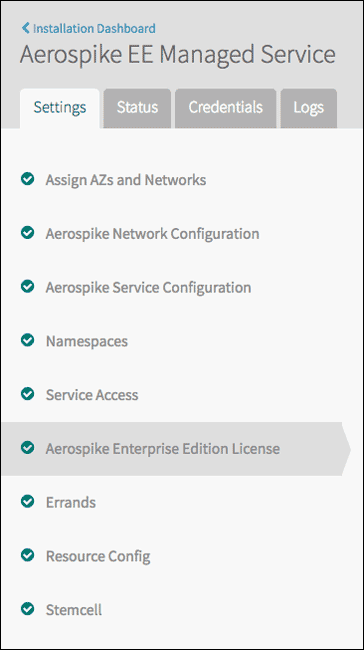 Installation Dashboard
Aerospike EE Managed Service
Settings Status Credentials Logs
Assign AZs and Networks
Aerospike Network Configuration
Aerospike Service Configuration
Namespaces
Service Access
Aerospike Enterprise Edition License
Errands
Resource Config
Stemcell